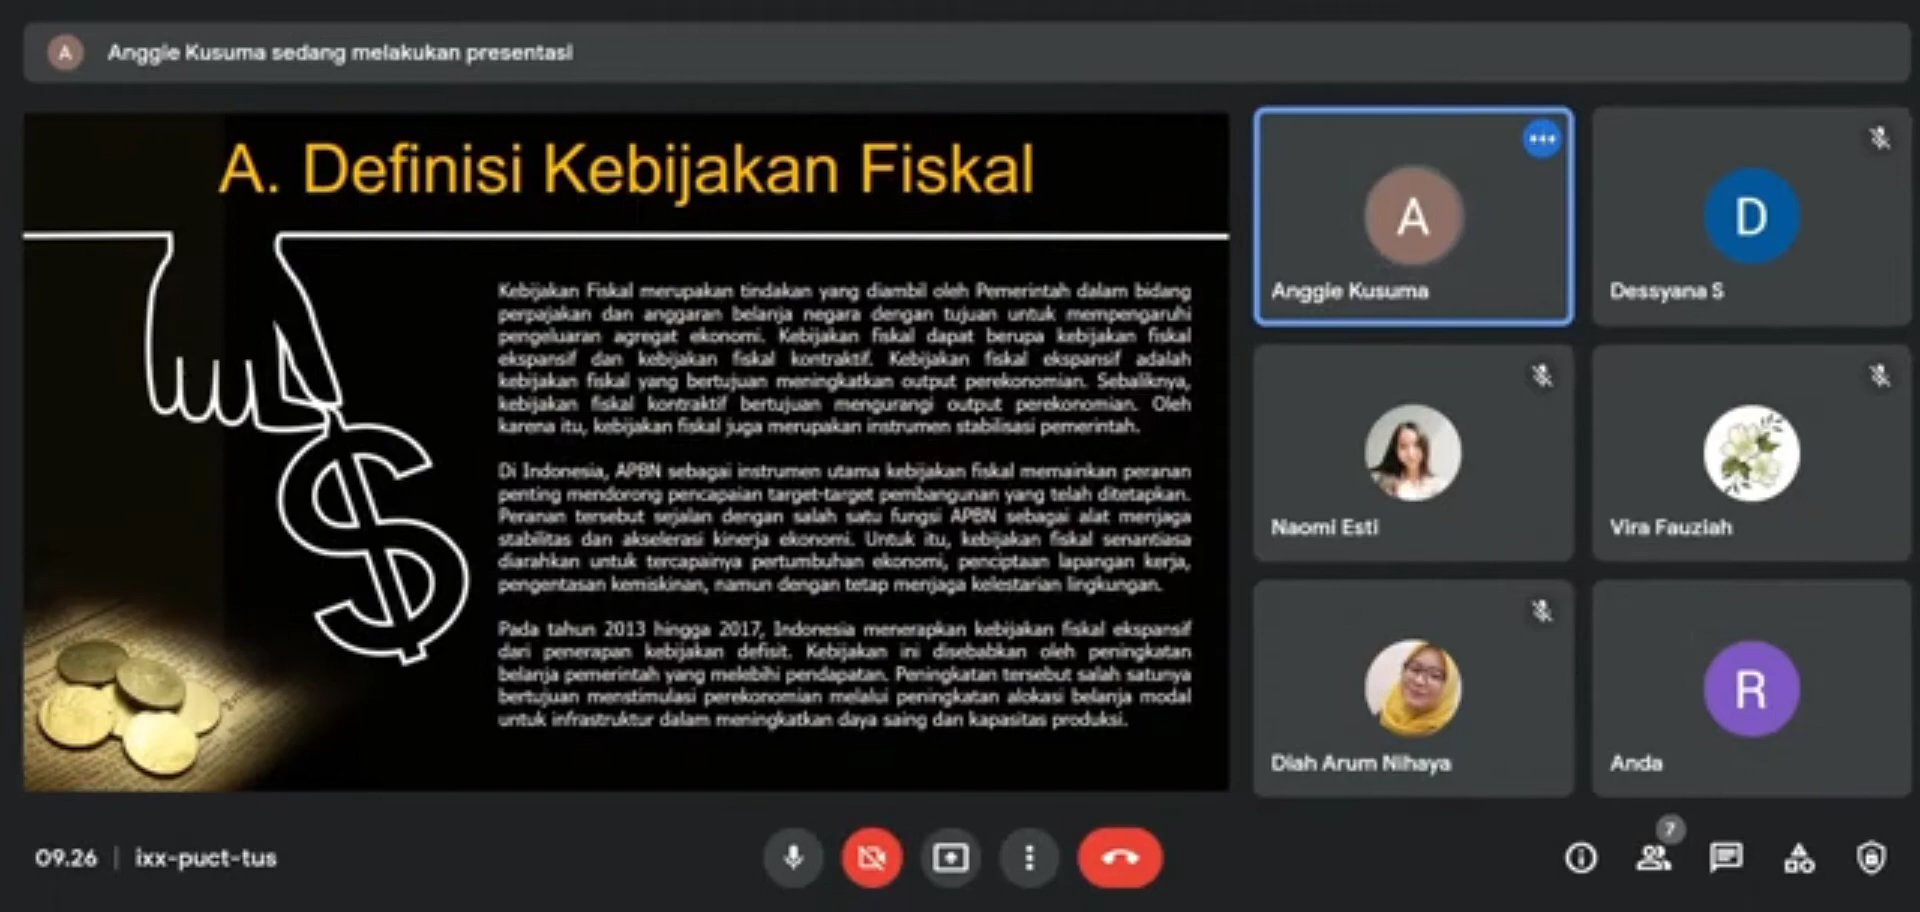 A
Anggie Kusuma sedang melakukan presentasi
A. Definisi Kebijakan Fiskal
Kebijakan Fiskal merupakan tindakan yang diambil oleh Pemerintah dalam bidang
perpajakan dan anggaran belanja negara dengan tujuan untuk mempengaruhi
pengeluaran agregat ekonomi. Kebijakan fiskal dapat berupa kebijakan fiskal
ekspansif dan kebijakan fiskal kontraktif. Kebijakan fiskal ekspansif adalah
kebijakan fiskal yang bertujuan meningkatkan output perekonomian. Sebaliknya,
kebijakan fiskal kontraktif bertujuan mengurangi output perekonomian. Oleh
karena itu, kebijakan fiskal juga merupakan instrumen stabilisasi pemerintah.
Di Indonesia, APBN sebagai instrumen utama kebijakan fiskal memainkan peranan
penting mendorong pencapaian target-target pembangunan yang telah ditetapkan.
Peranan tersebut sejalan dengan salah satu fungsi APBN sebagai alat menjaga
stabilitas dan akselerasi kinerja ekonomi. Untuk itu, kebijakan fiskal senantiasa
diarahkan untuk tercapainya pertumbuhan ekonomi, penciptaan lapangan kerja,
pengentasan kemiskinan, namun dengan tetap menjaga kelestarian lingkungan.
Pada tahun 2013 hingga 2017, Indonesia menerapkan kebijakan fiskal ekspansif
dari penerapan kebijakan defisit. Kebijakan ini disebabkan oleh peningkatan
belanja pemerintah yang melebihi pendapatan. Peningkatan tersebut salah satunya
bertujuan menstimulasi perekonomian melalui peningkatan alokasi belanja modal
untuk infrastruktur dalam meningkatkan daya saing dan kapasitas produksi.
A
Anggie Kusuma
D
Dessyana S
Naomi Esti
Vira Fauziah
Diah Arum Nihaya
R
Anda
09.26 | ixx-puct-tus
7